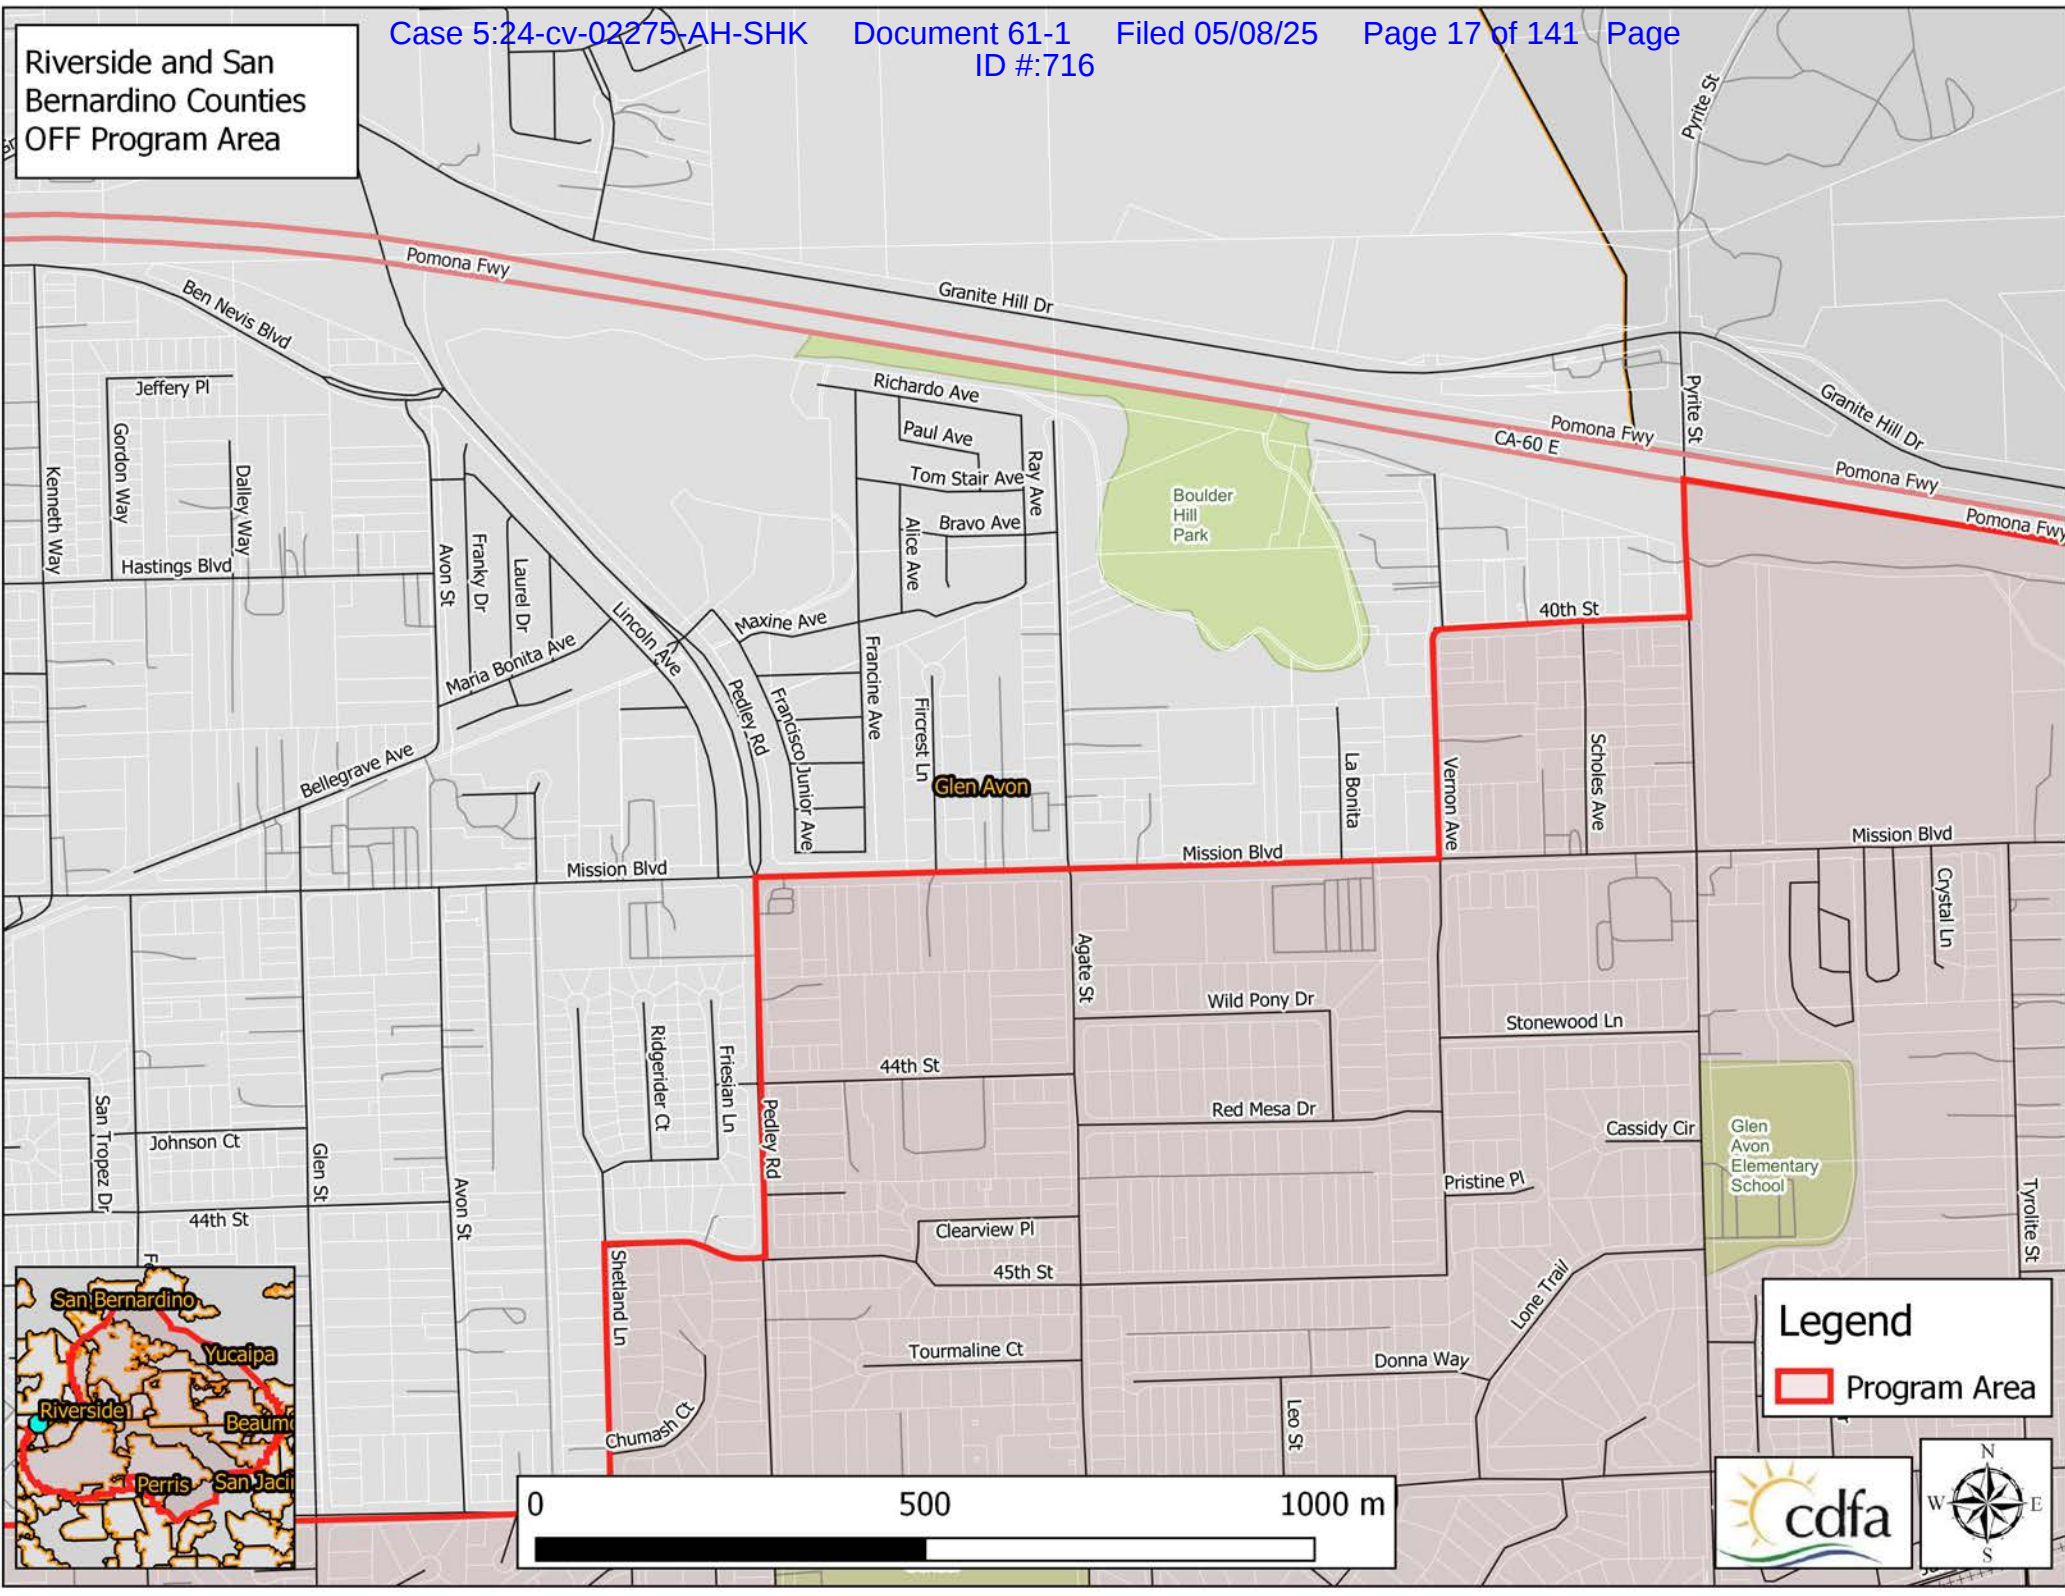 Case 5:24-cv-02275-AH-SHK Document 61-1 Filed 05/08/25 Page 17 of 141 Page
ID #:716
Riverside and San
Bernardino Counties
OFF Program Area
Pyrite St
Pomona Fwy
Granite Hill Dr
Ben Nevis Blvd
Jeffery Pl
Richardo Ave
Pyrite St
Granite Hill Dr
Gordon Way
Paul Ave
Pomona Fwy
CA-60 E
Kenneth Way
Dalley Way
Tom Stair Ave
Ray Ave
Pomona Fwy
Boulder
Hill
Park
Alice Ave
Bravo Ave
Pomona Fwy
Hastings Blvd
Avon St
Franky Dr
Laurel Dr
Lincoln Ave
Maxine Ave
40th St
Maria Bonita Ave
Pedley Rd
Francisco Junior Ave
Francine Ave
Fircrest Ln
Glen Avon
La Bonita
Vernon Ave
Scholes Ave
Bellegrave Ave
Mission Blvd
Mission Blvd
Mission Blvd
Crystal Ln
Agate St
Wild Pony Dr
Stonewood Ln
Ridgerider Ct
Friesian Ln
44th St
Pedley Rd
Red Mesa Dr
Cassidy Cir
Glen
Avon
Elementary
School
San Tropez Dr
Johnson Ct
Glen St
Avon St
Pristine Pl
Tyrolite St
44th St
Clearview Pl
45th St
Shetland Ln
Lone Trail
Tourmaline Ct
Donna Way
Leo St
Chumash Ct
San Bernardino
Yucaipa
Riverside
Beaumo
Perris
San Jaci
Legend
Program Area
0 500 1000 m
cdfa
N
W E
S